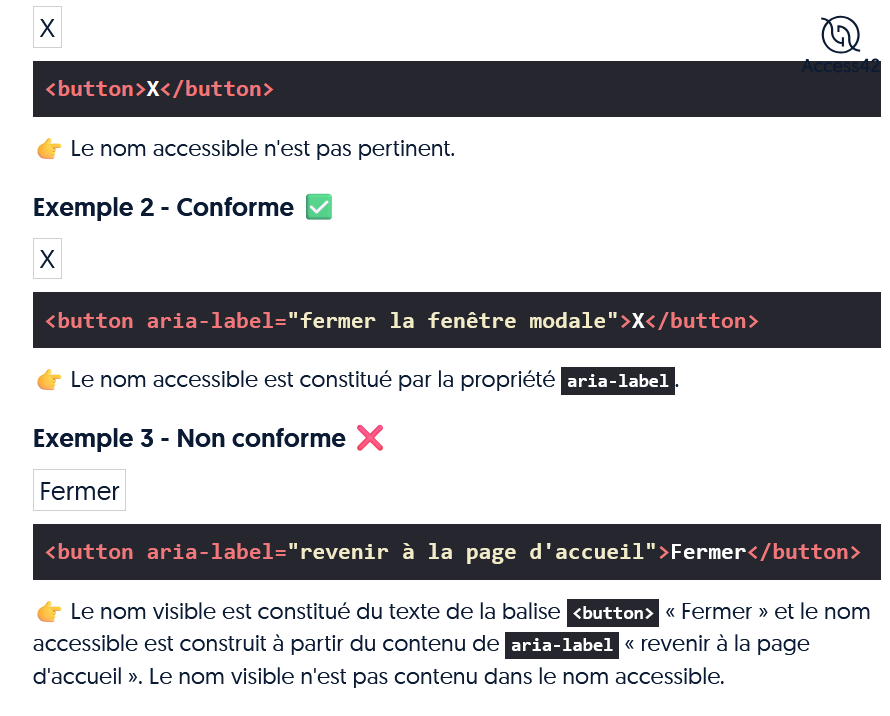 X
Access42
<button>X</button>
👉 Le nom accessible n'est pas pertinent.
Exemple 2 - Conforme ✅
X
<button aria-label="fermer la fenêtre modale">X</button>
👉 Le nom accessible est constitué par la propriété aria-label.
Exemple 3 - Non conforme ❌
Fermer
<button aria-label="revenir à la page d'accueil">Fermer</button>
👉 Le nom visible est constitué du texte de la balise <button> « Fermer » et le nom
accessible est construit à partir du contenu de aria-label « revenir à la page
d'accueil ». Le nom visible n'est pas contenu dans le nom accessible.